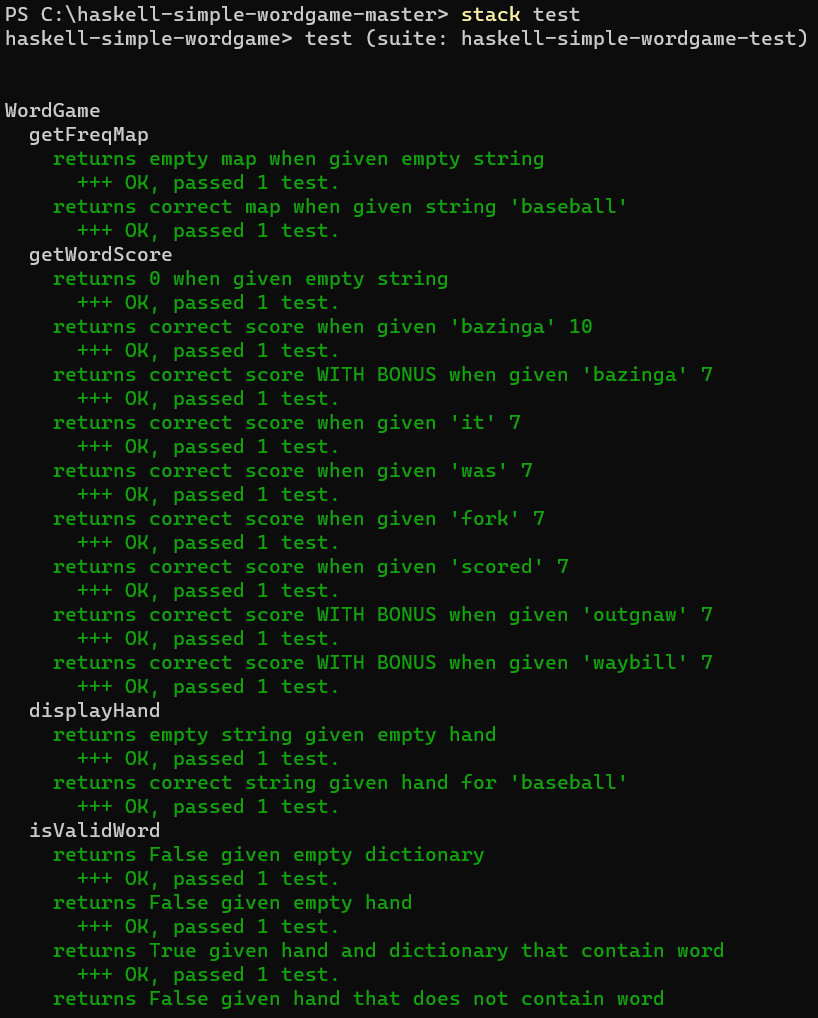 PS C:\haskell-simple-wordgame-master> stack test
haskell-simple-wordgame> test (suite: haskell-simple-wordgame-test)
WordGame
  getFreqMap
    returns empty map when given empty string
      +++ OK, passed 1 test.
    returns correct map when given string 'baseball'
      +++ OK, passed 1 test.
  getWordScore
    returns 0 when given empty string
      +++ OK, passed 1 test.
    returns correct score when given 'bazinga' 10
      +++ OK, passed 1 test.
    returns correct score WITH BONUS when given 'bazinga' 7
      +++ OK, passed 1 test.
    returns correct score when given 'it' 7
      +++ OK, passed 1 test.
    returns correct score when given 'was' 7
      +++ OK, passed 1 test.
    returns correct score when given 'fork' 7
      +++ OK, passed 1 test.
    returns correct score when given 'scored' 7
      +++ OK, passed 1 test.
    returns correct score WITH BONUS when given 'outgnaw' 7
      +++ OK, passed 1 test.
    returns correct score WITH BONUS when given 'waybill' 7
      +++ OK, passed 1 test.
  displayHand
    returns empty string given empty hand
      +++ OK, passed 1 test.
    returns correct string given hand for 'baseball'
      +++ OK, passed 1 test.
  isValidWord
    returns False given empty dictionary
      +++ OK, passed 1 test.
    returns False given empty hand
      +++ OK, passed 1 test.
    returns True given hand and dictionary that contain word
      +++ OK, passed 1 test.
    returns False given hand that does not contain word